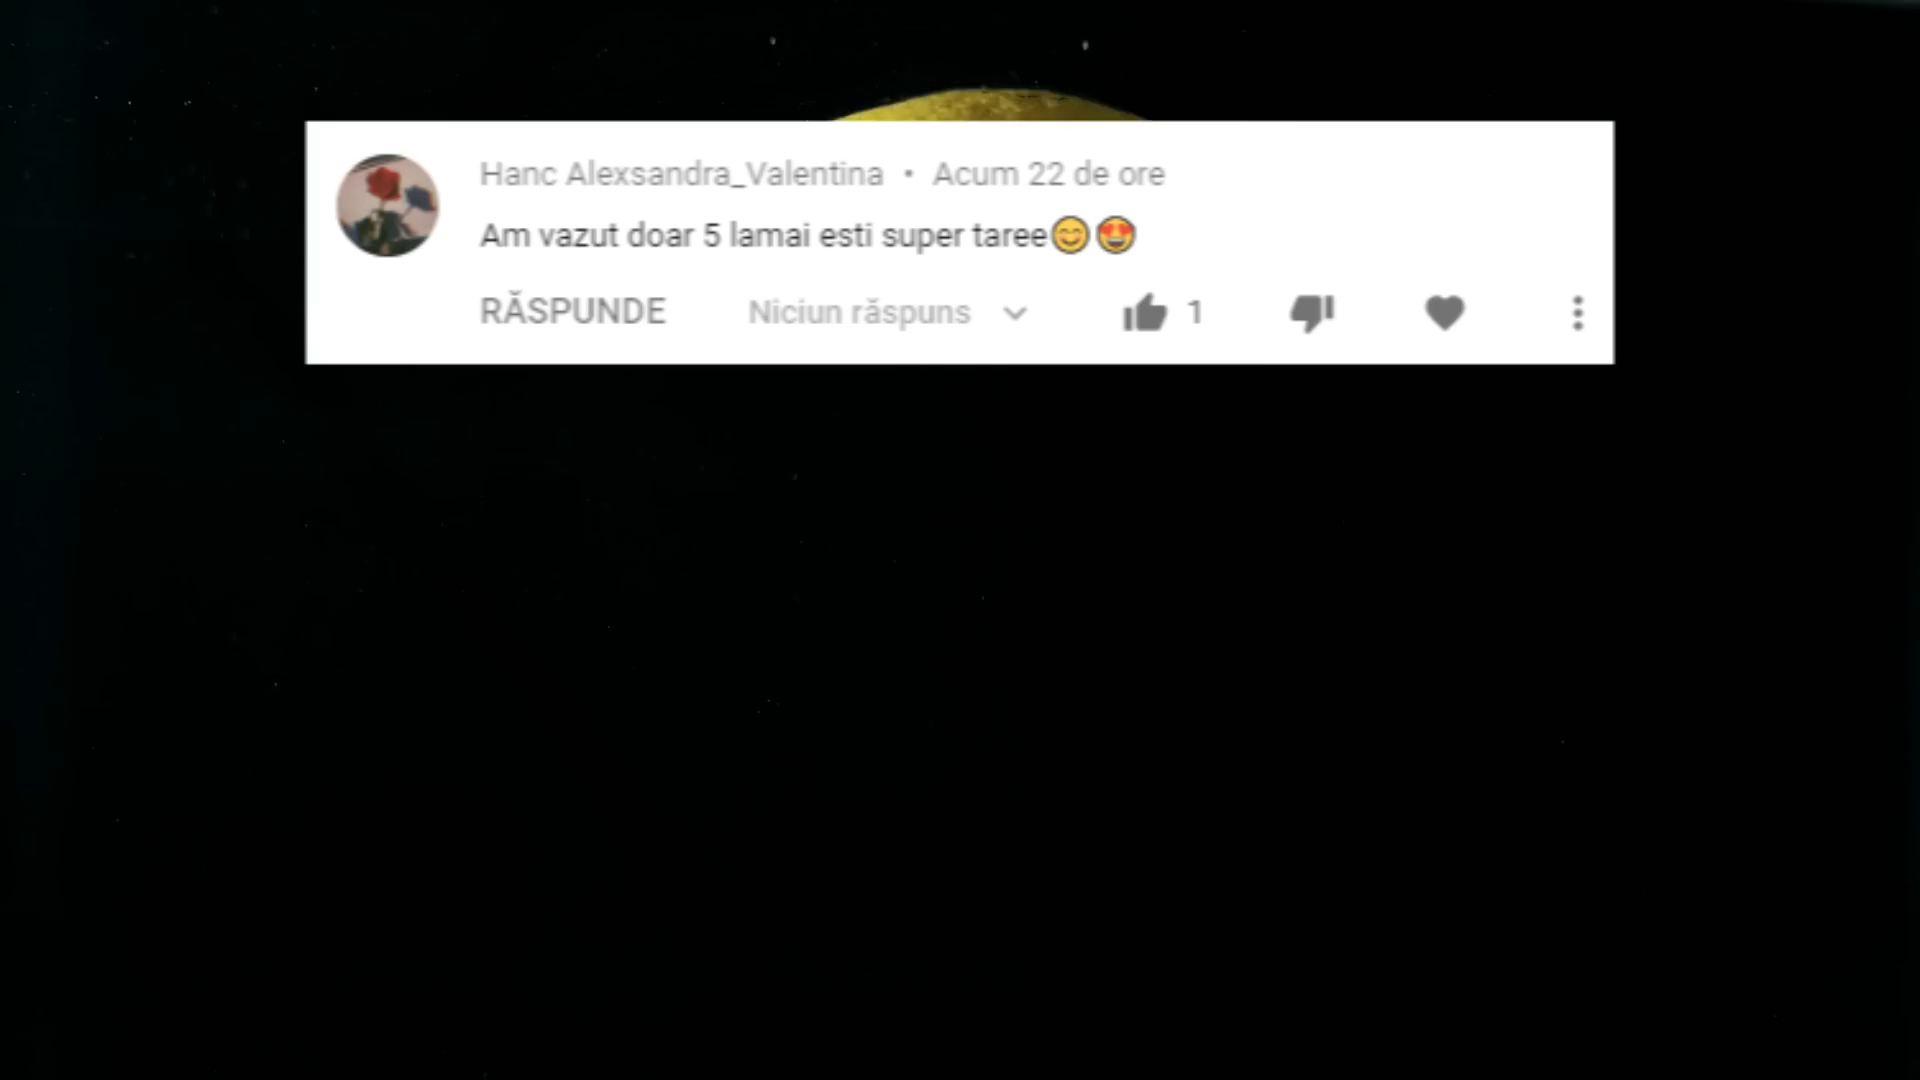 Hanc Alexsandra_Valentina • Acum 22 de ore
Am vazut doar 5 lamai esti super taree😊😍
RĂSPUNDE Niciun răspuns 1